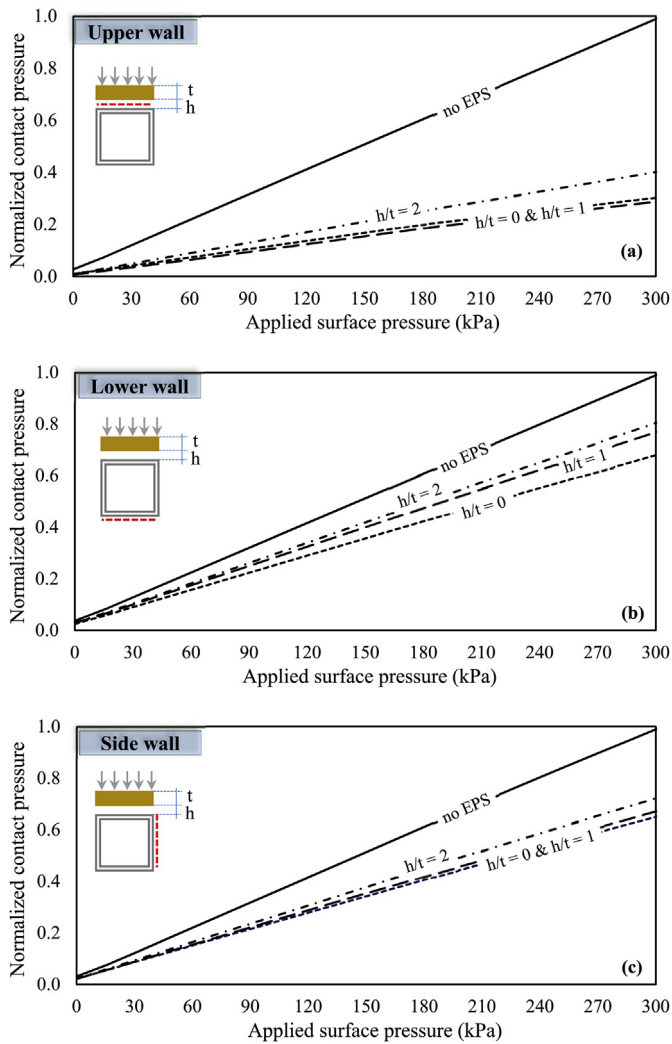 Upper wall
Normalized contact pressure
1.0
0.8
0.6
0.4
0.2
0.0
t
h
no EPS
h/t = 2
h/t = 0 & h/t = 1
(a)
0 30 60 90 120 150 180 210 240 270 300
Applied surface pressure (kPa)
Lower wall
Normalized contact pressure
1.0
0.8
0.6
0.4
0.2
0.0
t
h
no EPS
h/t = 2
h/t = 1
h/t = 0
(b)
0 30 60 90 120 150 180 210 240 270 300
Applied surface pressure (kPa)
Side wall
Normalized contact pressure
1.0
0.8
0.6
0.4
0.2
0.0
t
h
no EPS
h/t = 2
h/t = 0 & h/t = 1
(c)
0 30 60 90 120 150 180 210 240 270 300
Applied surface pressure (kPa)